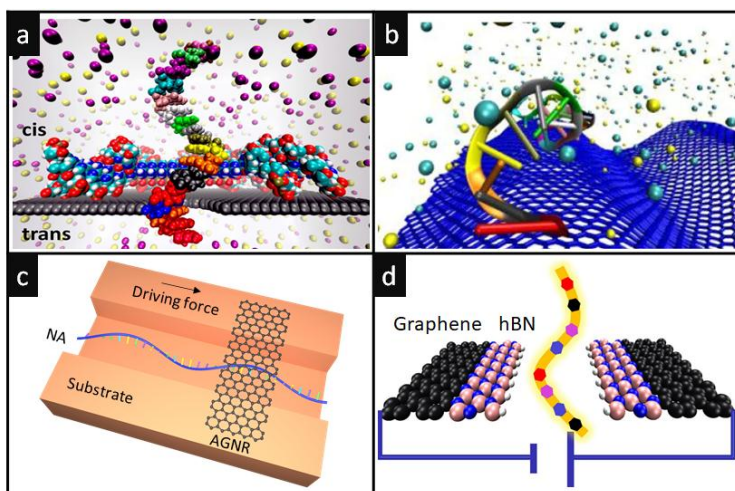 a
cis
trans
b
c
Driving force
NA
Substrate
AGNR
d
Graphene hBN